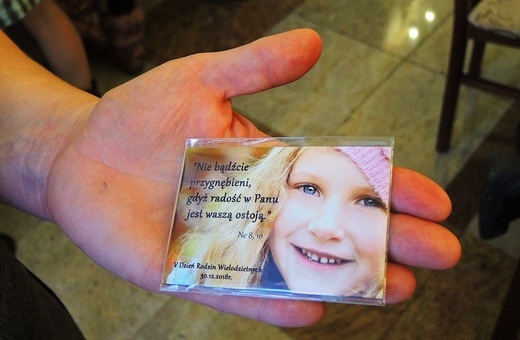 "Nie bądźcie
przygnębieni,
gdyż radość w Panu
jest waszą ostoją."
Ne 8, 10
V Dzień Rodzin Wielodzietnych
30.12.2018r.